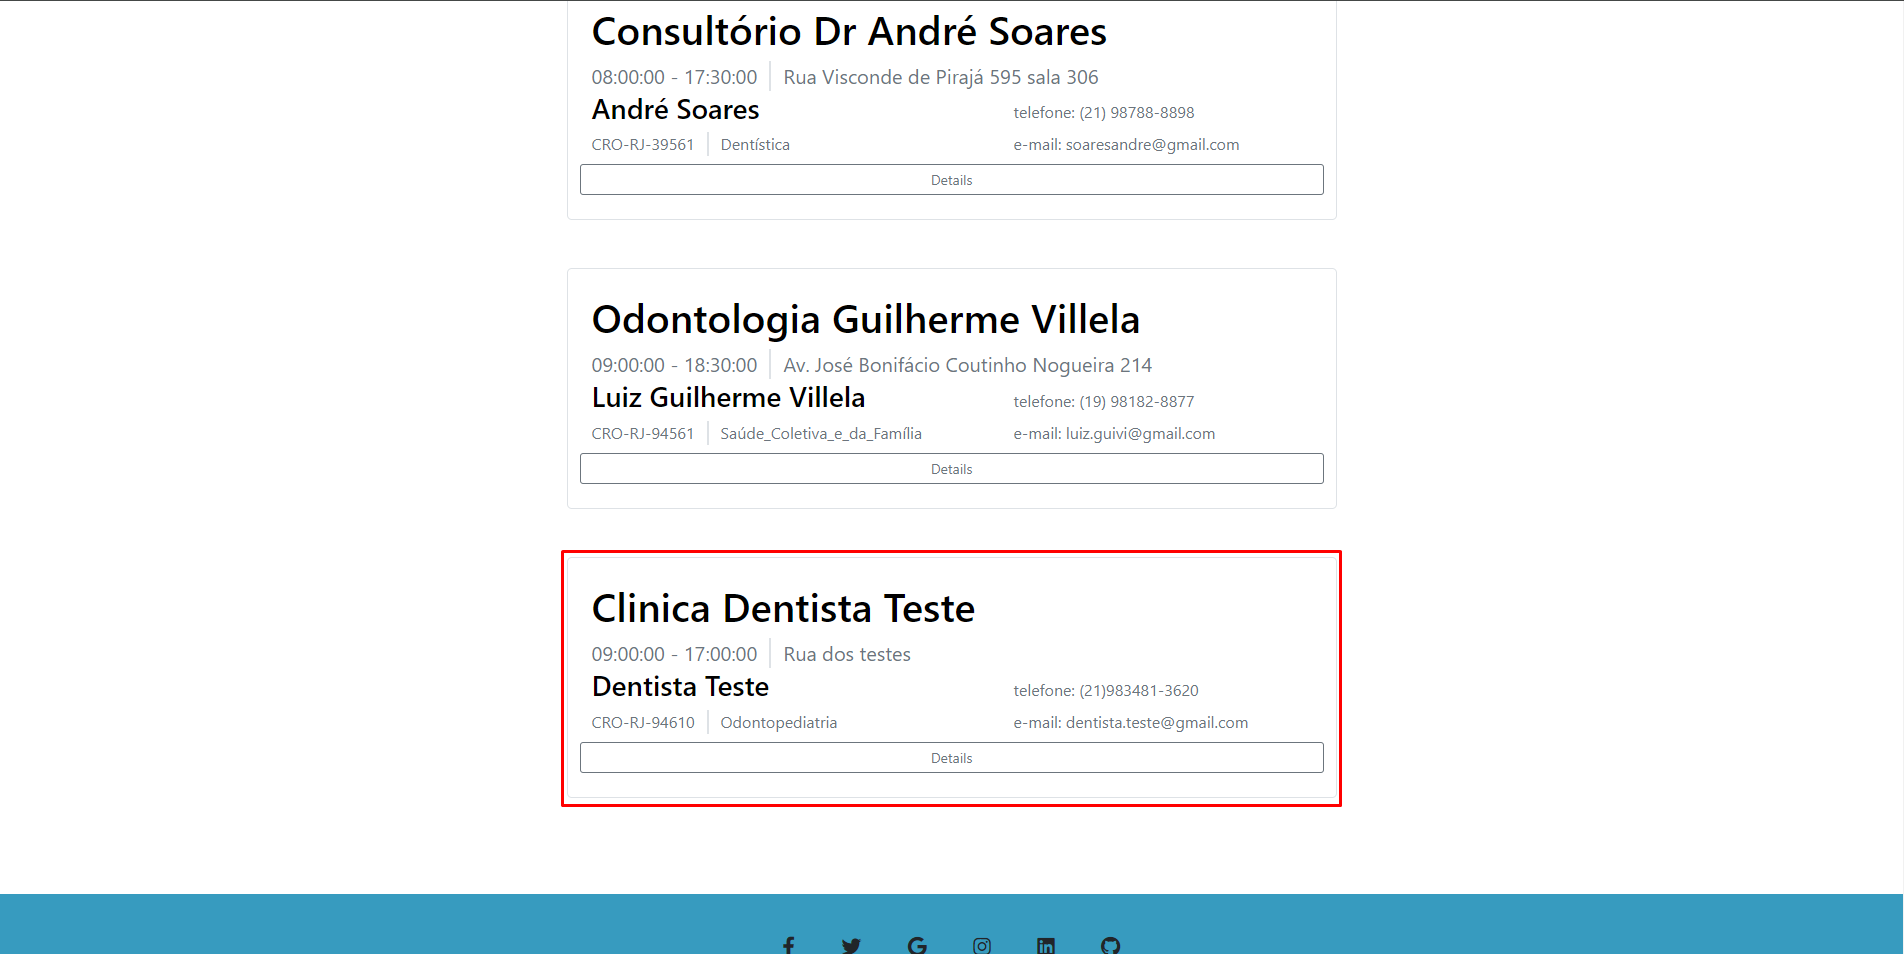 Consultório Dr André Soares
08:00:00 - 17:30:00 Rua Visconde de Pirajá 595 sala 306
André Soares telefone: (21) 98788-8898
CRO-RJ-39561 Dentística e-mail: soaresandre@gmail.com
Details
Odontologia Guilherme Villela
09:00:00 - 18:30:00 Av. José Bonifácio Coutinho Nogueira 214
Luiz Guilherme Villela telefone: (19) 98182-8877
CRO-RJ-94561 Saúde_Coletiva_e_da_Família e-mail: luiz.guivi@gmail.com
Details
Clinica Dentista Teste
09:00:00 - 17:00:00 Rua dos testes
Dentista Teste telefone: (21)983481-3620
CRO-RJ-94610 Odontopediatria e-mail: dentista.teste@gmail.com
Details